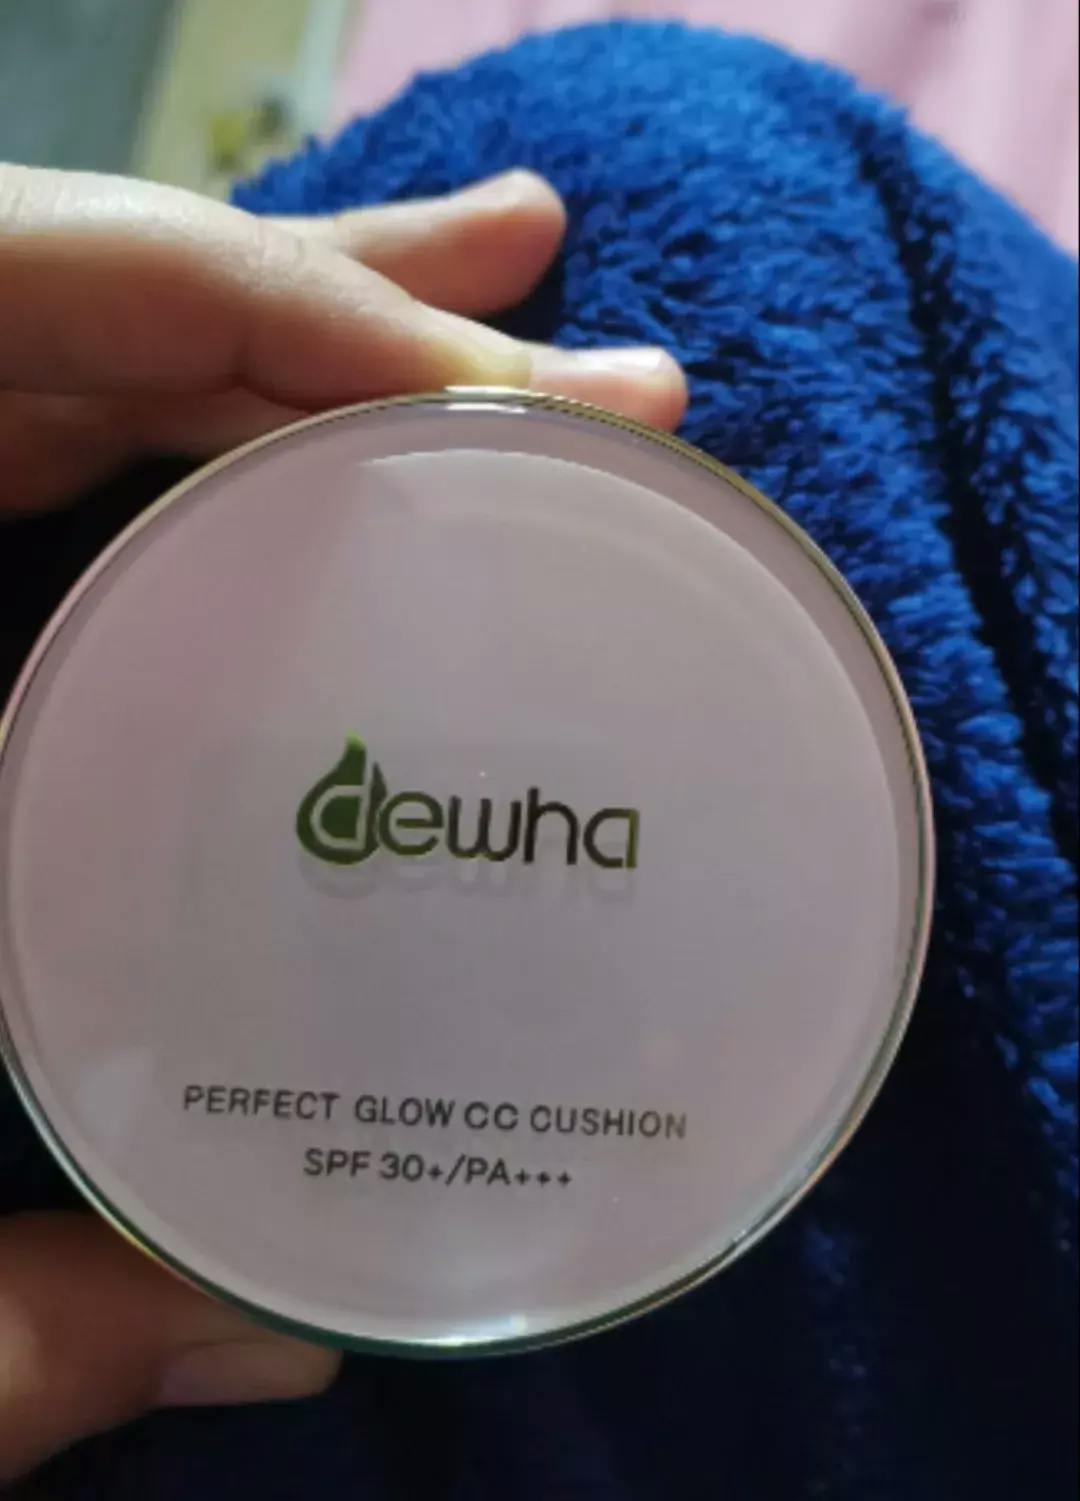 dewha
PERFECT GLOW CC CUSHION
SPF 30+/PA+++